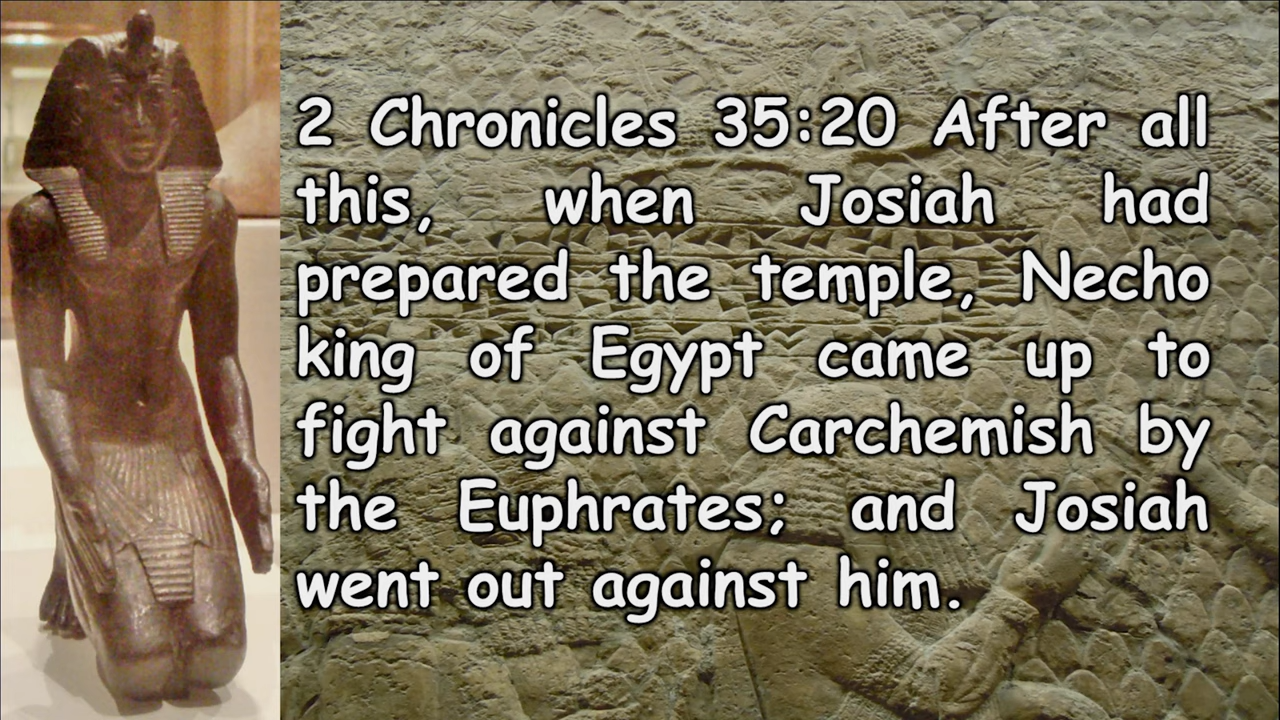 2 Chronicles 35:20 After all
this, when Josiah had
prepared the temple, Necho
king of Egypt came up to
fight against Carchemish by
the Euphrates; and Josiah
went out against him.